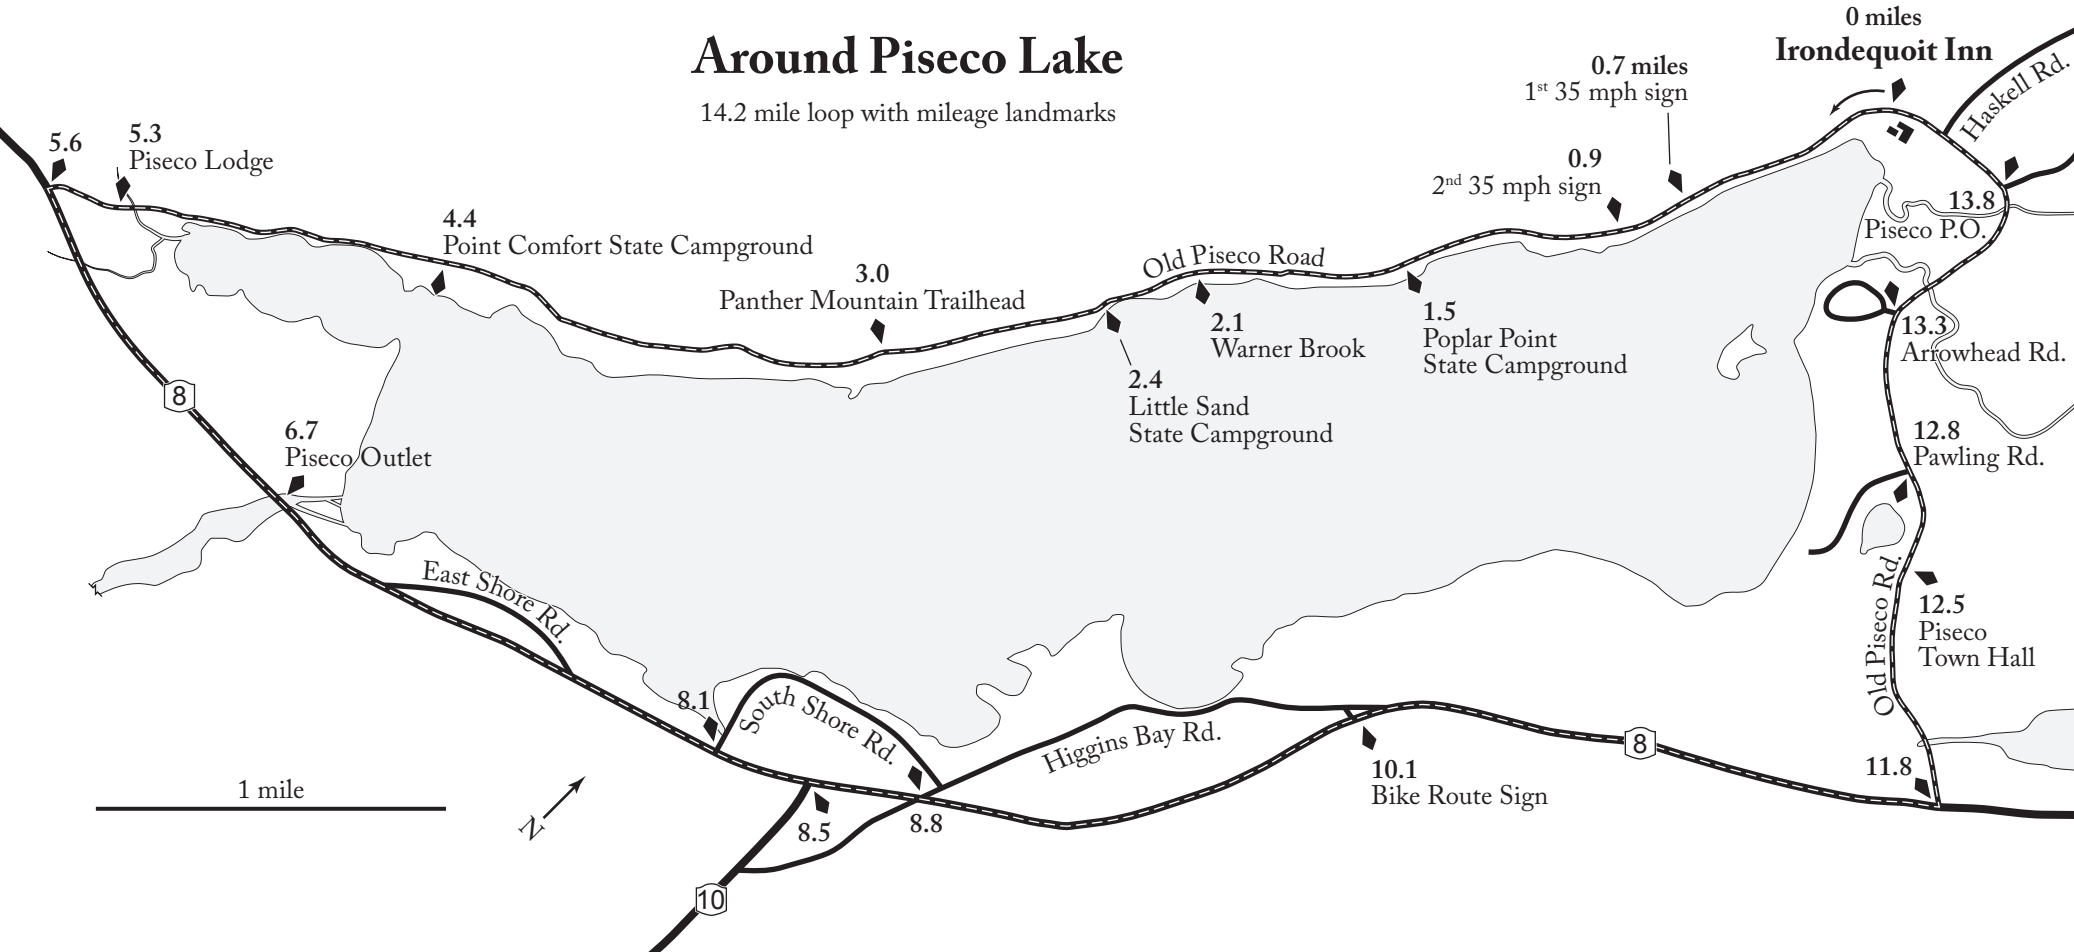 Around Piseco Lake
14.2 mile loop with mileage landmarks
0 miles
Irondequoit Inn
Haskell Rd.
0.7 miles
1st 35 mph sign
0.9
2nd 35 mph sign
5.6
5.3
Piseco Lodge
4.4
Point Comfort State Campground
3.0
Panther Mountain Trailhead
Old Piseco Road
2.4
Little Sand
State Campground
2.1
Warner Brook
1.5
Poplar Point
State Campground
13.8
Piseco P.O.
13.3
Arrowhead Rd.
12.8
Pawling Rd.
12.5
Piseco
Town Hall
Old Piseco Rd.
11.8
8
6.7
Piseco Outlet
East Shore Rd.
8.1
South Shore Rd.
8.5
8.8
Higgins Bay Rd.
10.1
Bike Route Sign
8
10
1 mile
N